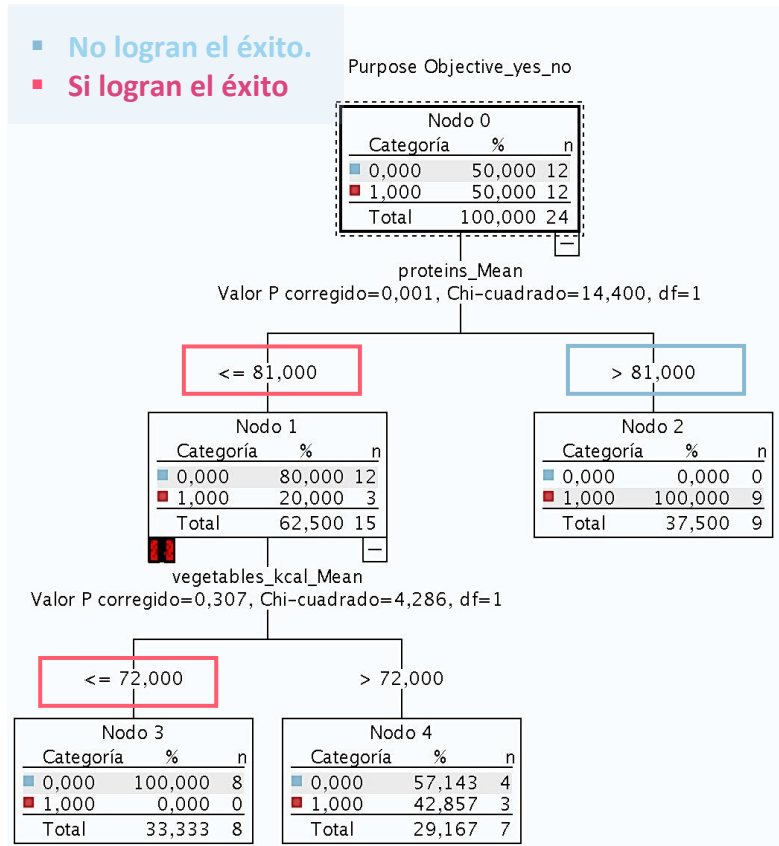 ▪ No logran el éxito.
▪ Si logran el éxito
Purpose Objective_yes_no
Nodo 0
Categoría % n
0,000 50,000 12
1,000 50,000 12
Total 100,000 24
proteins_Mean
Valor P corregido=0,001, Chi-cuadrado=14,400, df=1
<= 81,000 > 81,000
Nodo 1
Categoría % n
0,000 80,000 12
1,000 20,000 3
Total 62,500 15
Nodo 2
Categoría % n
0,000 0,000 0
1,000 100,000 9
Total 37,500 9
vegetables_kcal_Mean
Valor P corregido=0,307, Chi-cuadrado=4,286, df=1
<= 72,000 > 72,000
Nodo 3
Categoría % n
0,000 100,000 8
1,000 0,000 0
Total 33,333 8
Nodo 4
Categoría % n
0,000 57,143 4
1,000 42,857 3
Total 29,167 7